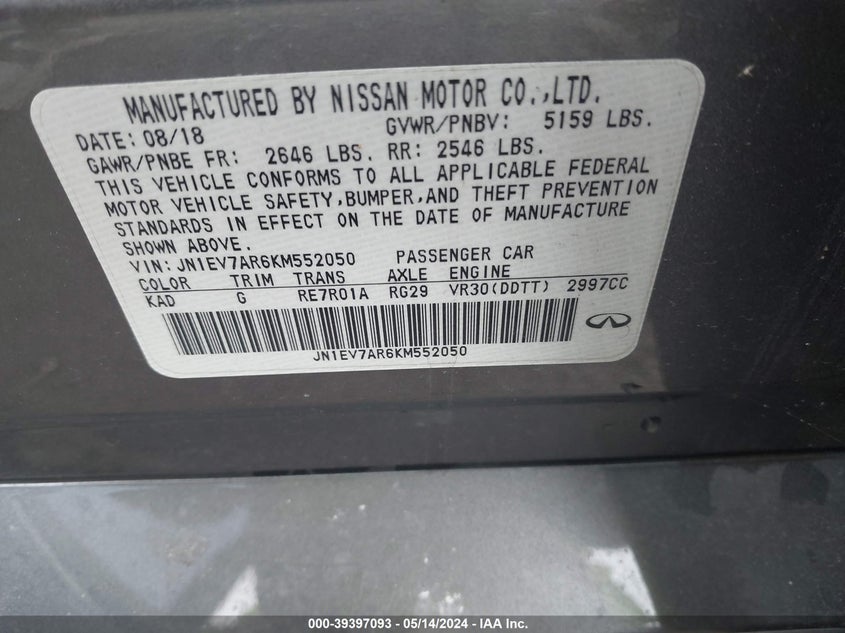 MANUFACTURED BY NISSAN MOTOR CO.,LTD.
DATE: 08/18 GVWR/PNBV: 5159 LBS.
GAWR/PNBE FR: 2646 LBS. RR: 2546 LBS.
THIS VEHICLE CONFORMS TO ALL APPLICABLE FEDERAL
MOTOR VEHICLE SAFETY,BUMPER,AND THEFT PREVENTION
STANDARDS IN EFFECT ON THE DATE OF MANUFACTURE
SHOWN ABOVE.
VIN: JN1EV7AR6KM552050 PASSENGER CAR
COLOR TRIM TRANS AXLE ENGINE
KAD G RE7R01A RG29 VR30(DDTT) 2997CC
JN1EV7AR6KM552050
000-39397093 — 05/14/2024 — IAA Inc.